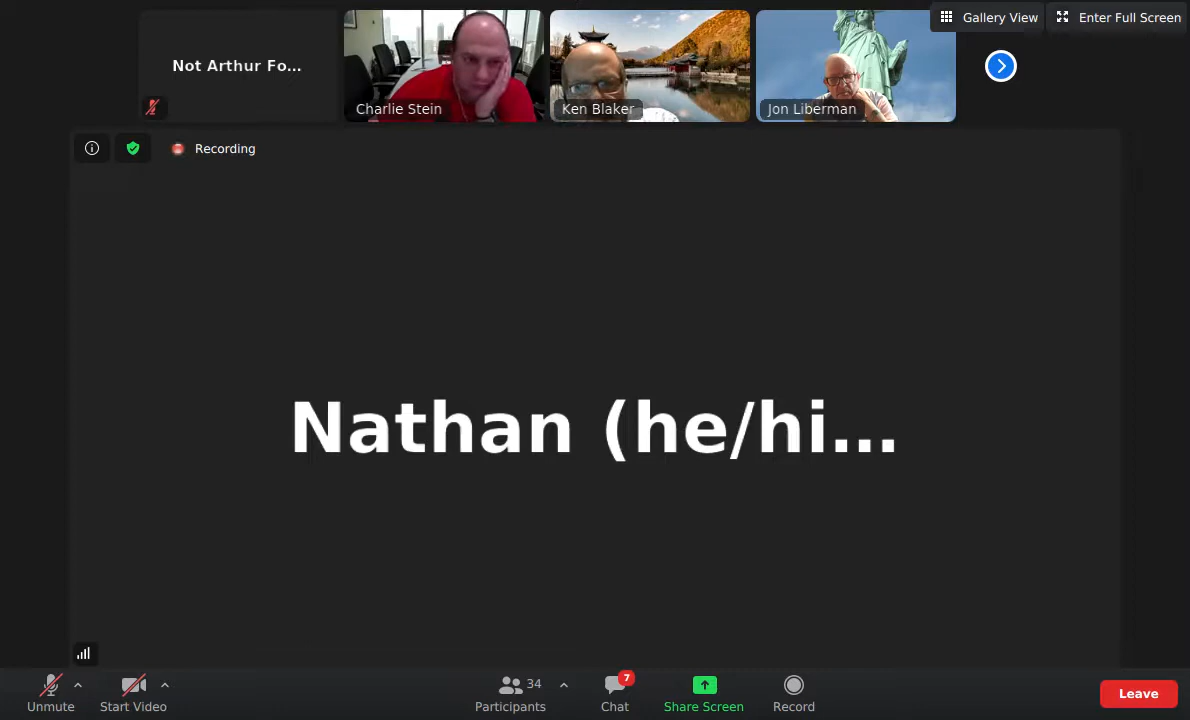 Gallery View
Enter Full Screen
Not Arthur Fo...
Charlie Stein
Ken Blaker
Jon Liberman
Recording
Nathan (he/hi...
34
7
Unmute
Start Video
Participants
Chat
Share Screen
Record
Leave